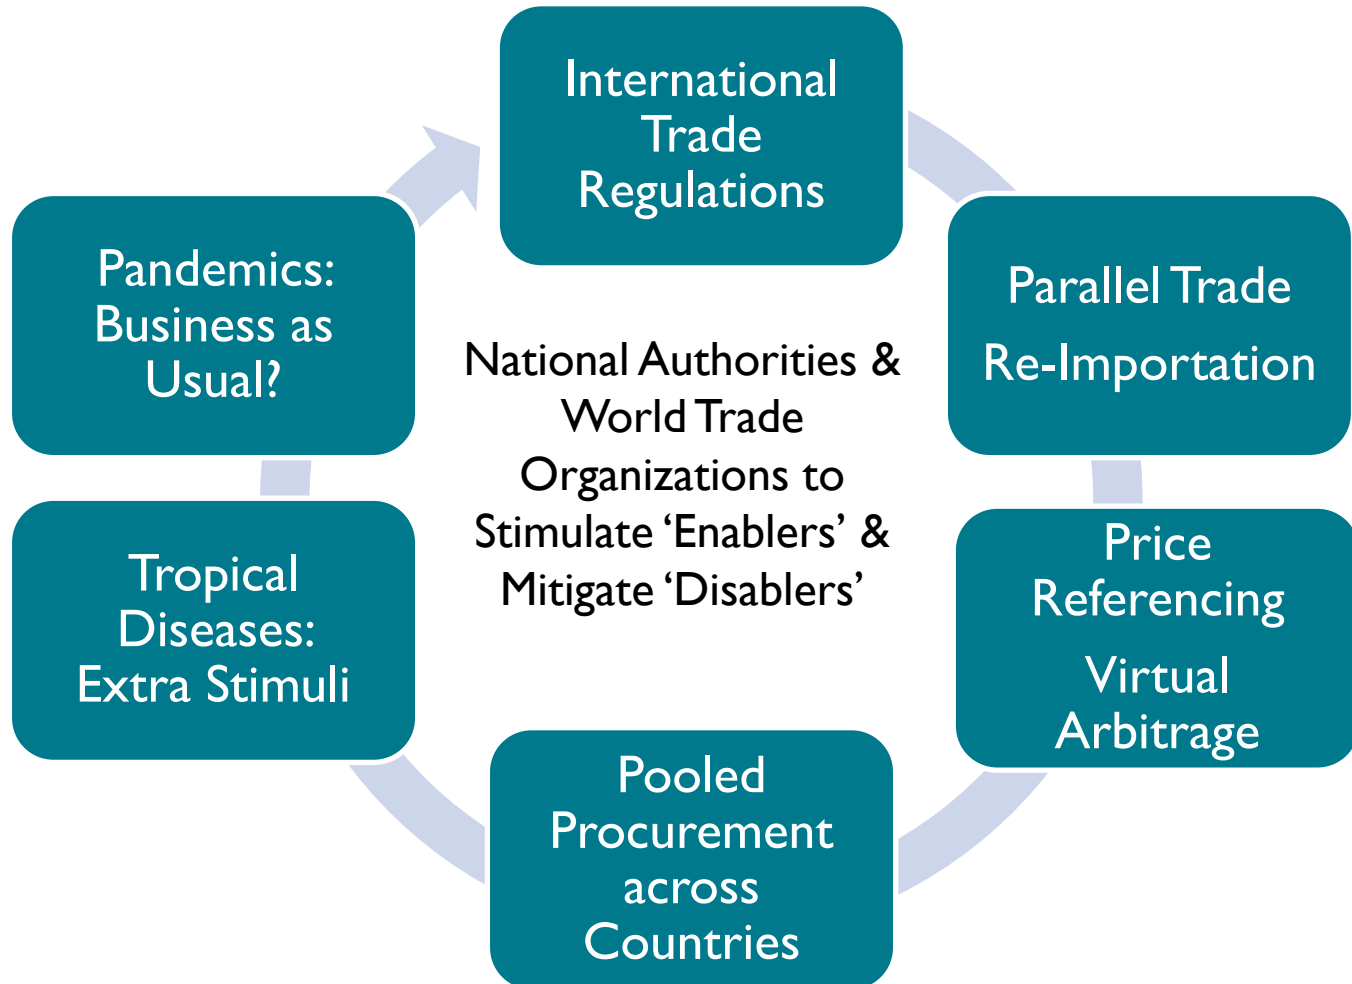 International
Trade
Regulations
Parallel Trade
Re-Importation
Price
Referencing
Virtual
Arbitrage
Pooled
Procurement
across
Countries
Tropical
Diseases:
Extra Stimuli
Pandemics:
Business as
Usual?
National Authorities &
World Trade
Organizations to
Stimulate ‘Enablers’ &
Mitigate ‘Disablers’